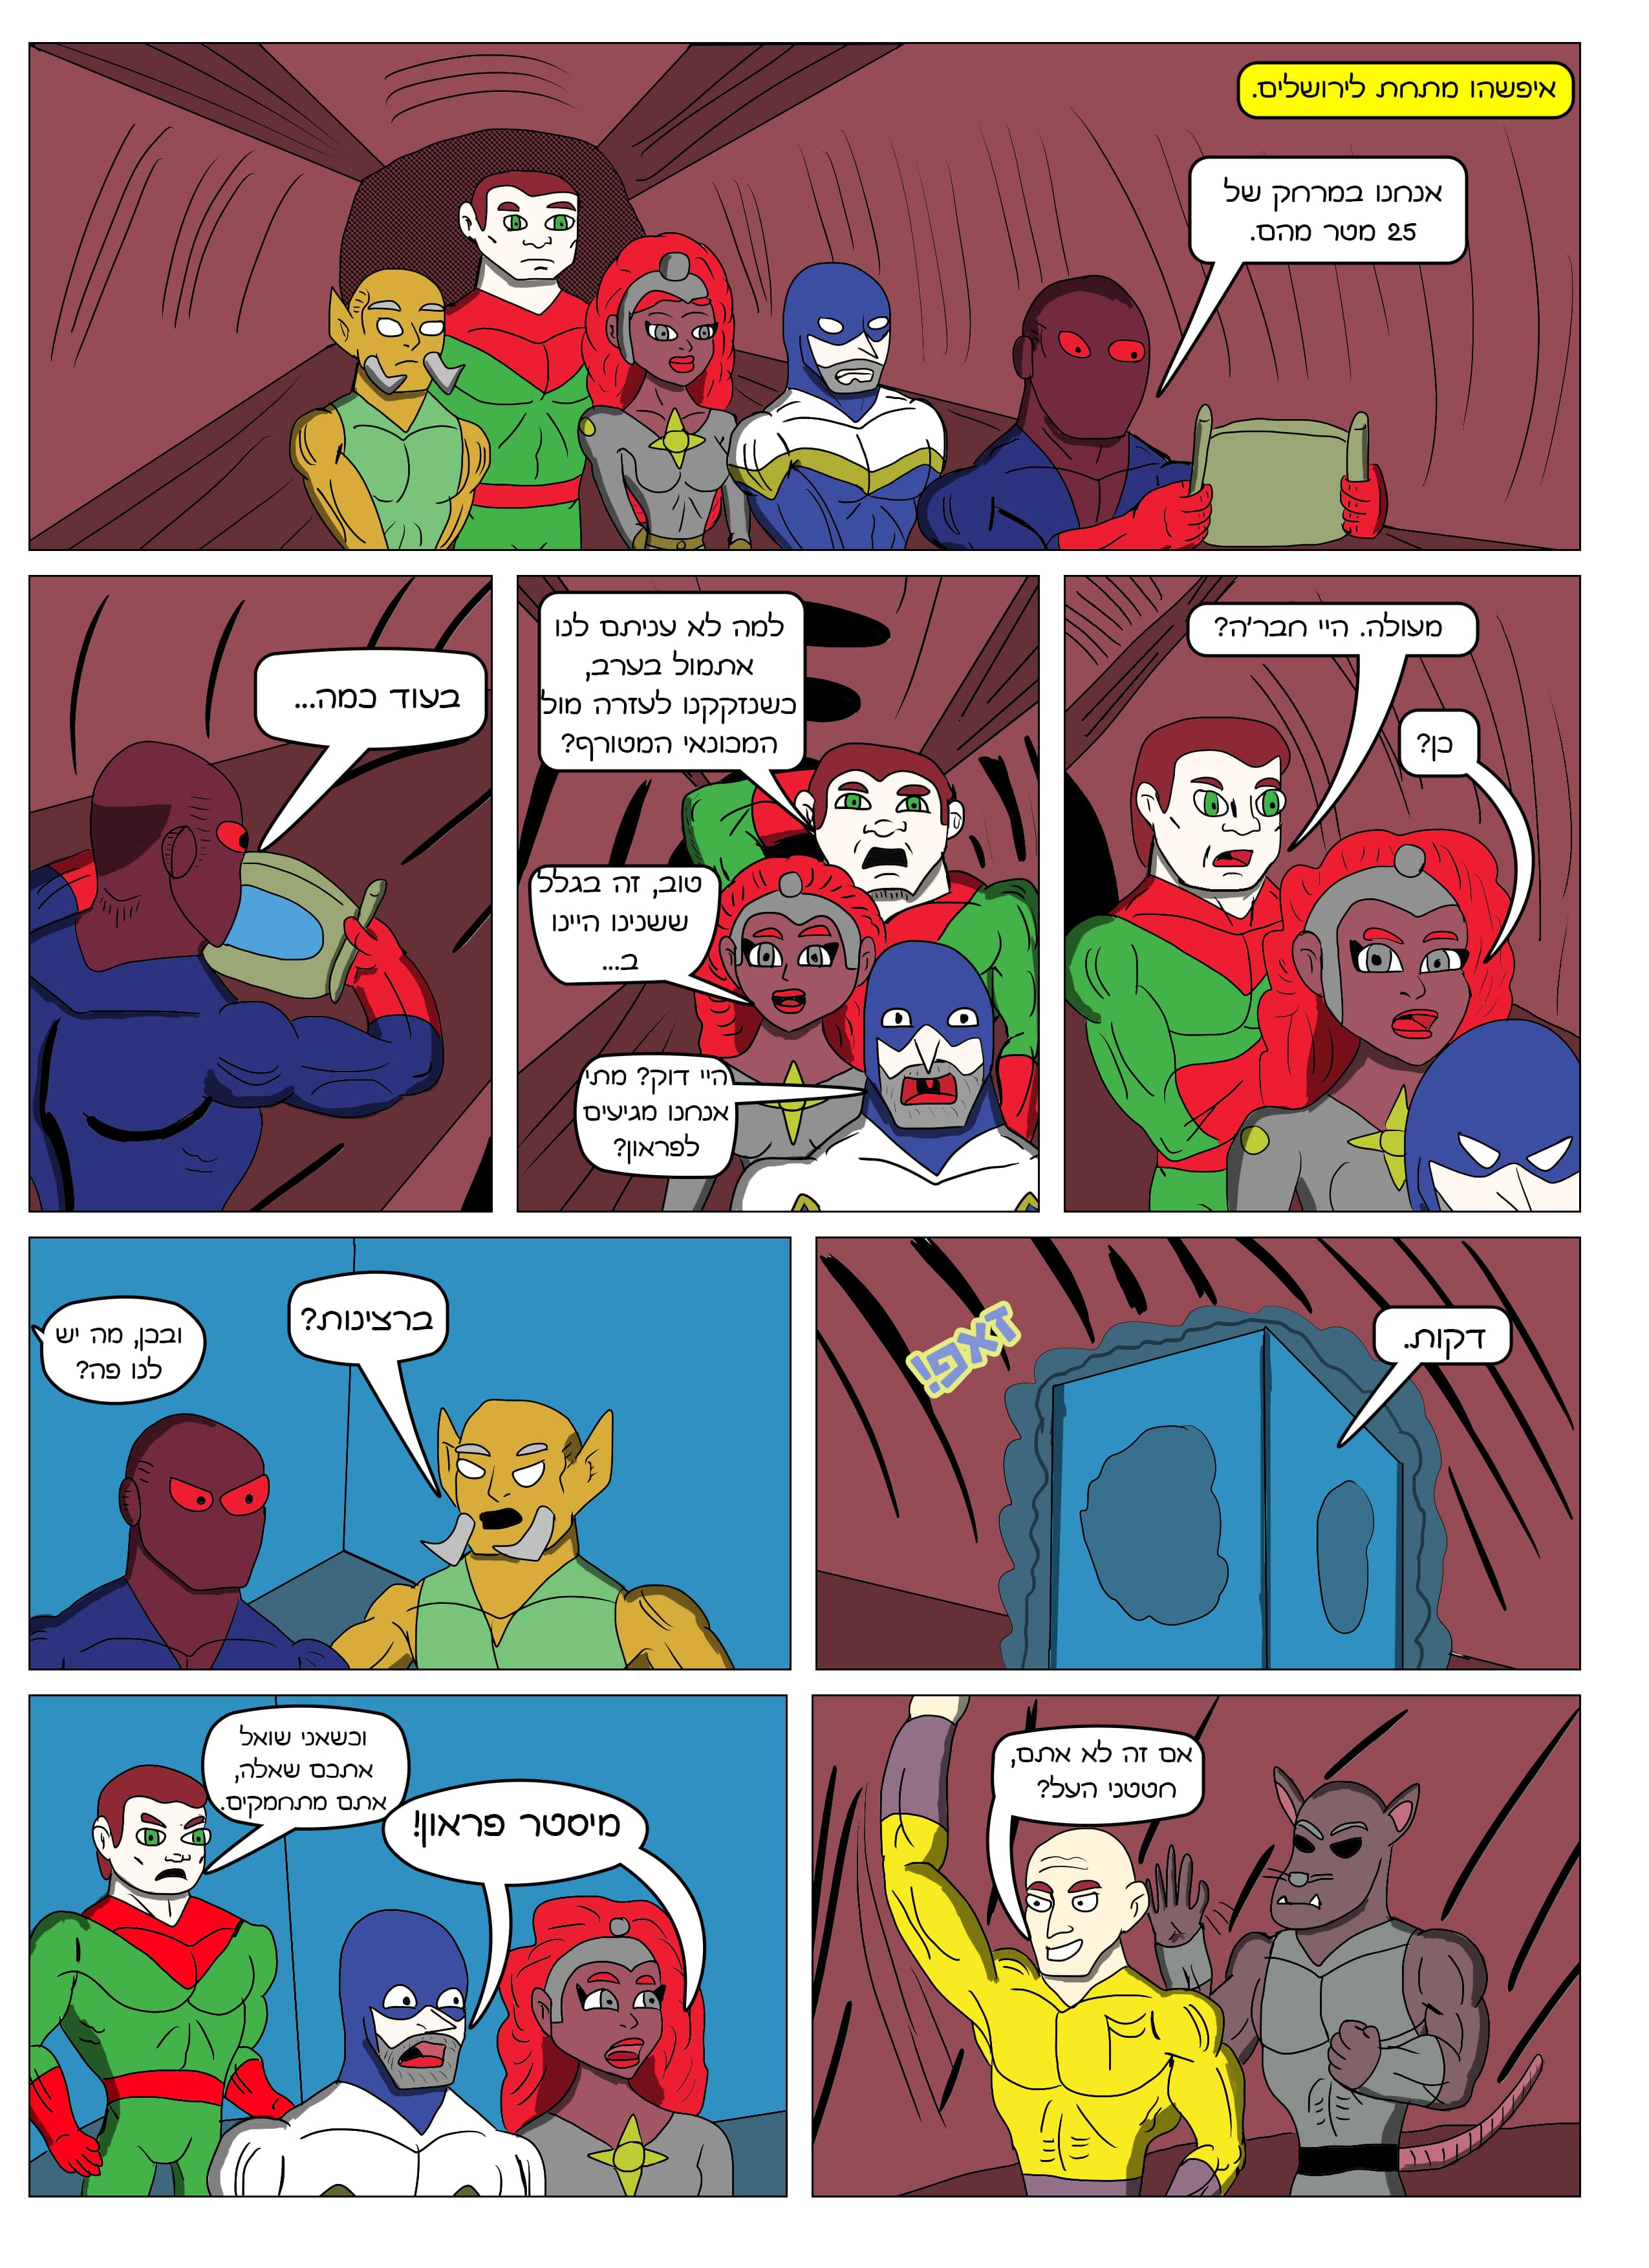 איפשהו מתחת לירושלים.
אנחנו במרחק של
25 מטר מהם.
מעולה. היי חבר'ה?
כן?
למה לא עניתם לנו
אתמול בערב,
כשנזקקנו לעזרה מול
המכונאי המטורף?
טוב, זה בגלל
ששנינו היינו
ב...
היי דוק? מתי
אנחנו מגיעים
לפראון?
בעוד כמה...
דקות.
זאפ!
ברצינות?
ובכן, מה יש
לנו פה?
אם זה לא אתם,
חטטני העל?
מיסטר פראון!
וכשאני שואל
אתכם שאלה,
אתם מתחמקים.